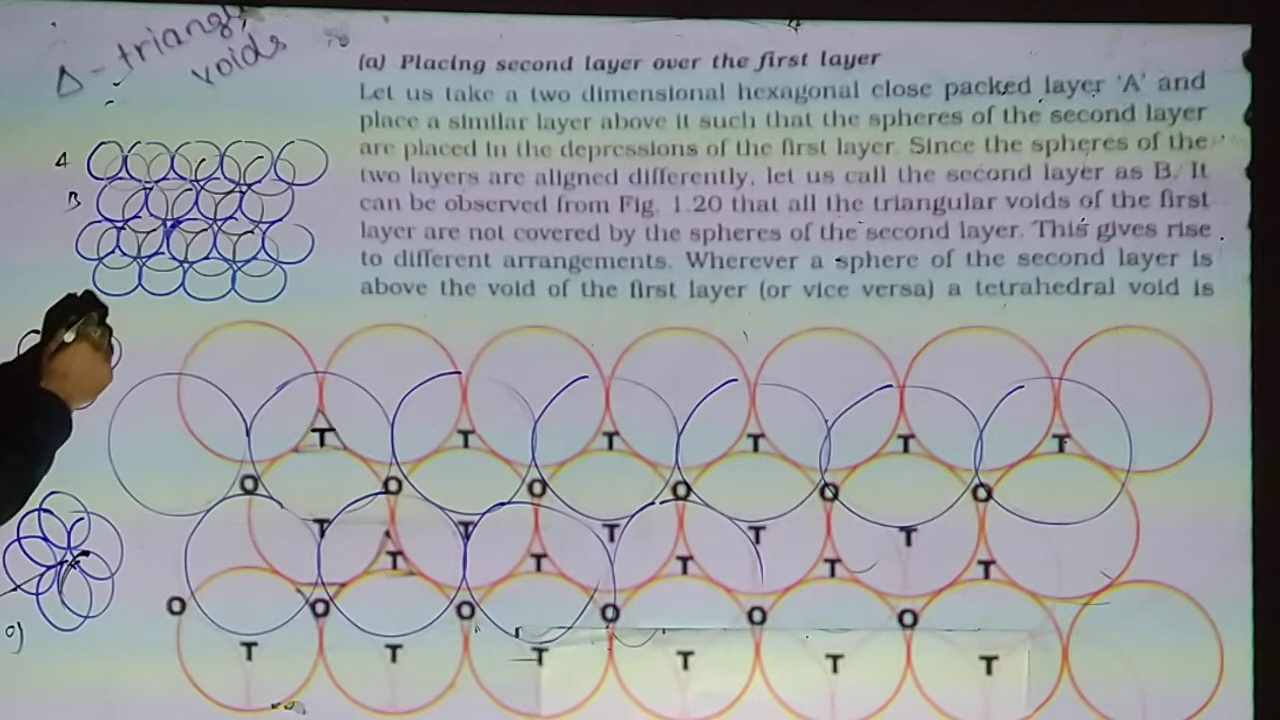 Δ - triangl
voids
(a) Placing second layer over the first layer
Let us take a two dimensional hexagonal close packed layer 'A' and
place a similar layer above it such that the spheres of the second layer
are placed in the depressions of the first layer. Since the spheres of the
two layers are aligned differently, let us call the second layer as B. It
can be observed from Fig. 1.20 that all the triangular voids of the first
layer are not covered by the spheres of the second layer. This gives rise
to different arrangements. Wherever a sphere of the second layer is
above the void of the first layer (or vice versa) a tetrahedral void is
A
B
T T T T T T
O O O O O O
T T T T T
T T T T T
O O O O O O
T T T T T T